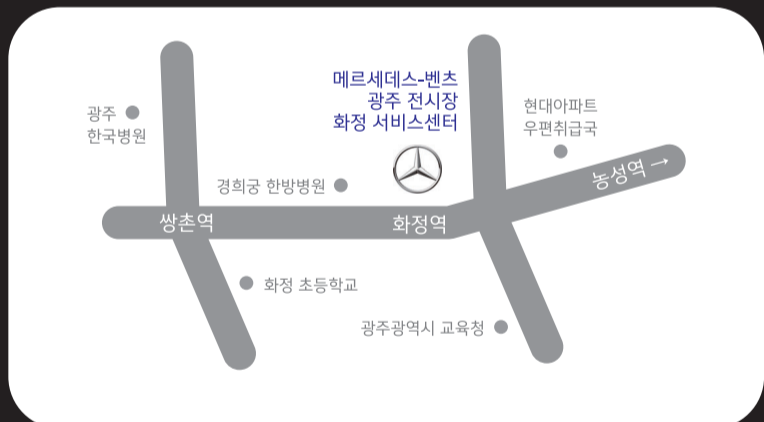 메르세데스-벤츠
광주 전시장
화정 서비스센터
광주
한국병원
현대아파트
우편취급국
경희궁 한방병원
농성역 →
쌍촌역
화정역
화정 초등학교
광주광역시 교육청